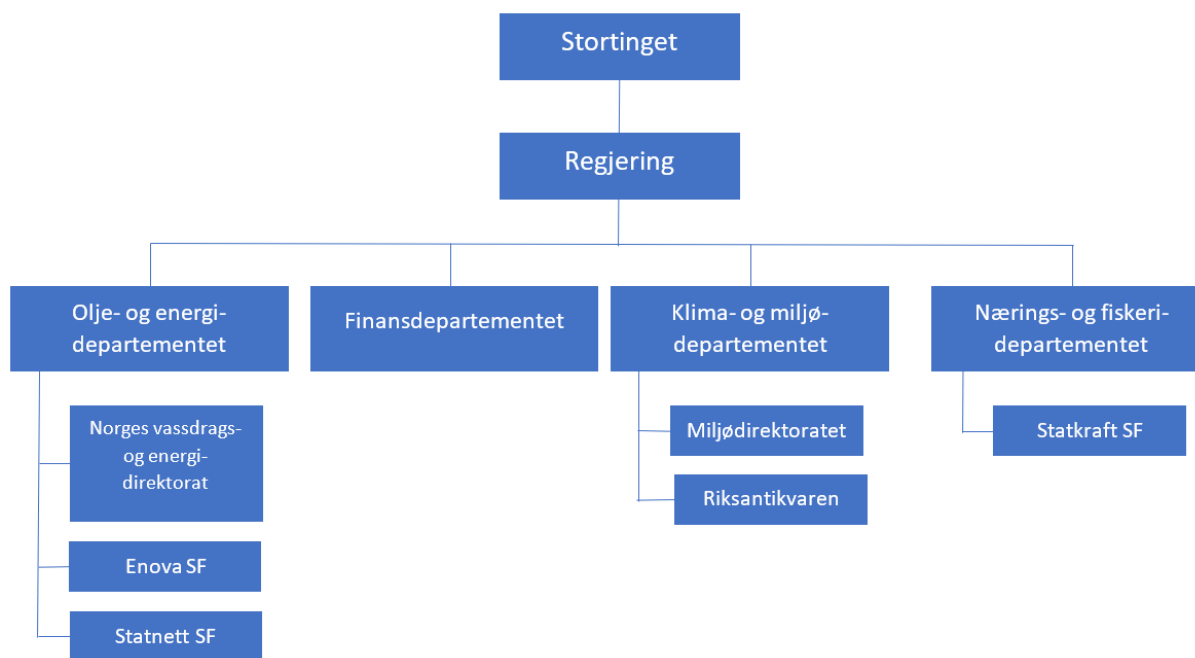 Stortinget
Regjering
Olje- og energi-
departementet
Finansdepartementet
Klima- og miljø-
departementet
Nærings- og fiskeri-
departementet
Norges vassdrags-
og energi-
direktorat
Enova SF
Statnett SF
Miljødirektoratet
Riksantikvaren
Statkraft SF